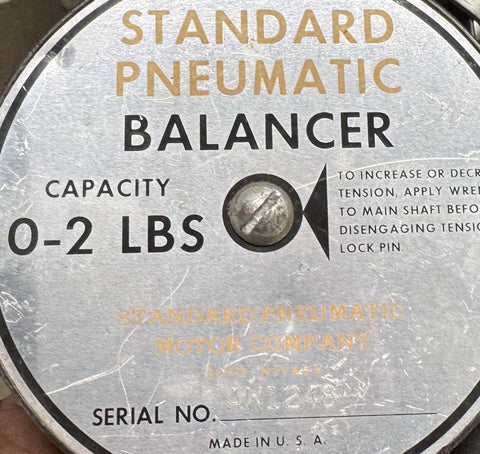 STANDARD
PNEUMATIC
BALANCER
CAPACITY
0-2 LBS
TO INCREASE OR DECR
TENSION, APPLY WRE
TO MAIN SHAFT BEFO
DISENGAGING TENSIO
LOCK PIN.
STANDARD PNEUMATIC
MOTOR COMPANY
SERIAL NO.
MADE IN U. S. A.